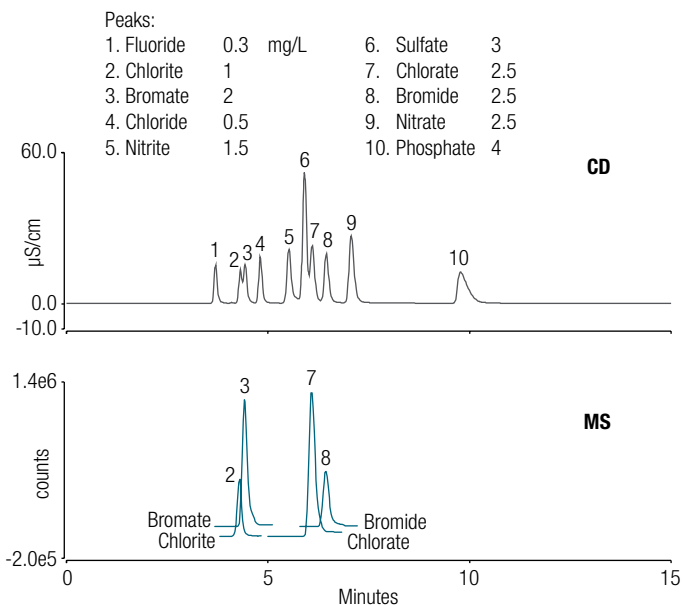 Peaks:
1. Fluoride 0.3 mg/L 6. Sulfate 3
2. Chlorite 1 7. Chlorate 2.5
3. Bromate 2 8. Bromide 2.5
4. Chloride 0.5 9. Nitrate 2.5
5. Nitrite 1.5 10. Phosphate 4
60.0
CD
6
µS/cm
1 2 3 4 5 7 8 9 10
0.0
-10.0
0 5 10 15
1.4e6
MS
counts
3 7
2 8
Bromate Bromide
Chlorite Chlorate
-2.0e5
0 5 10 15
Minutes